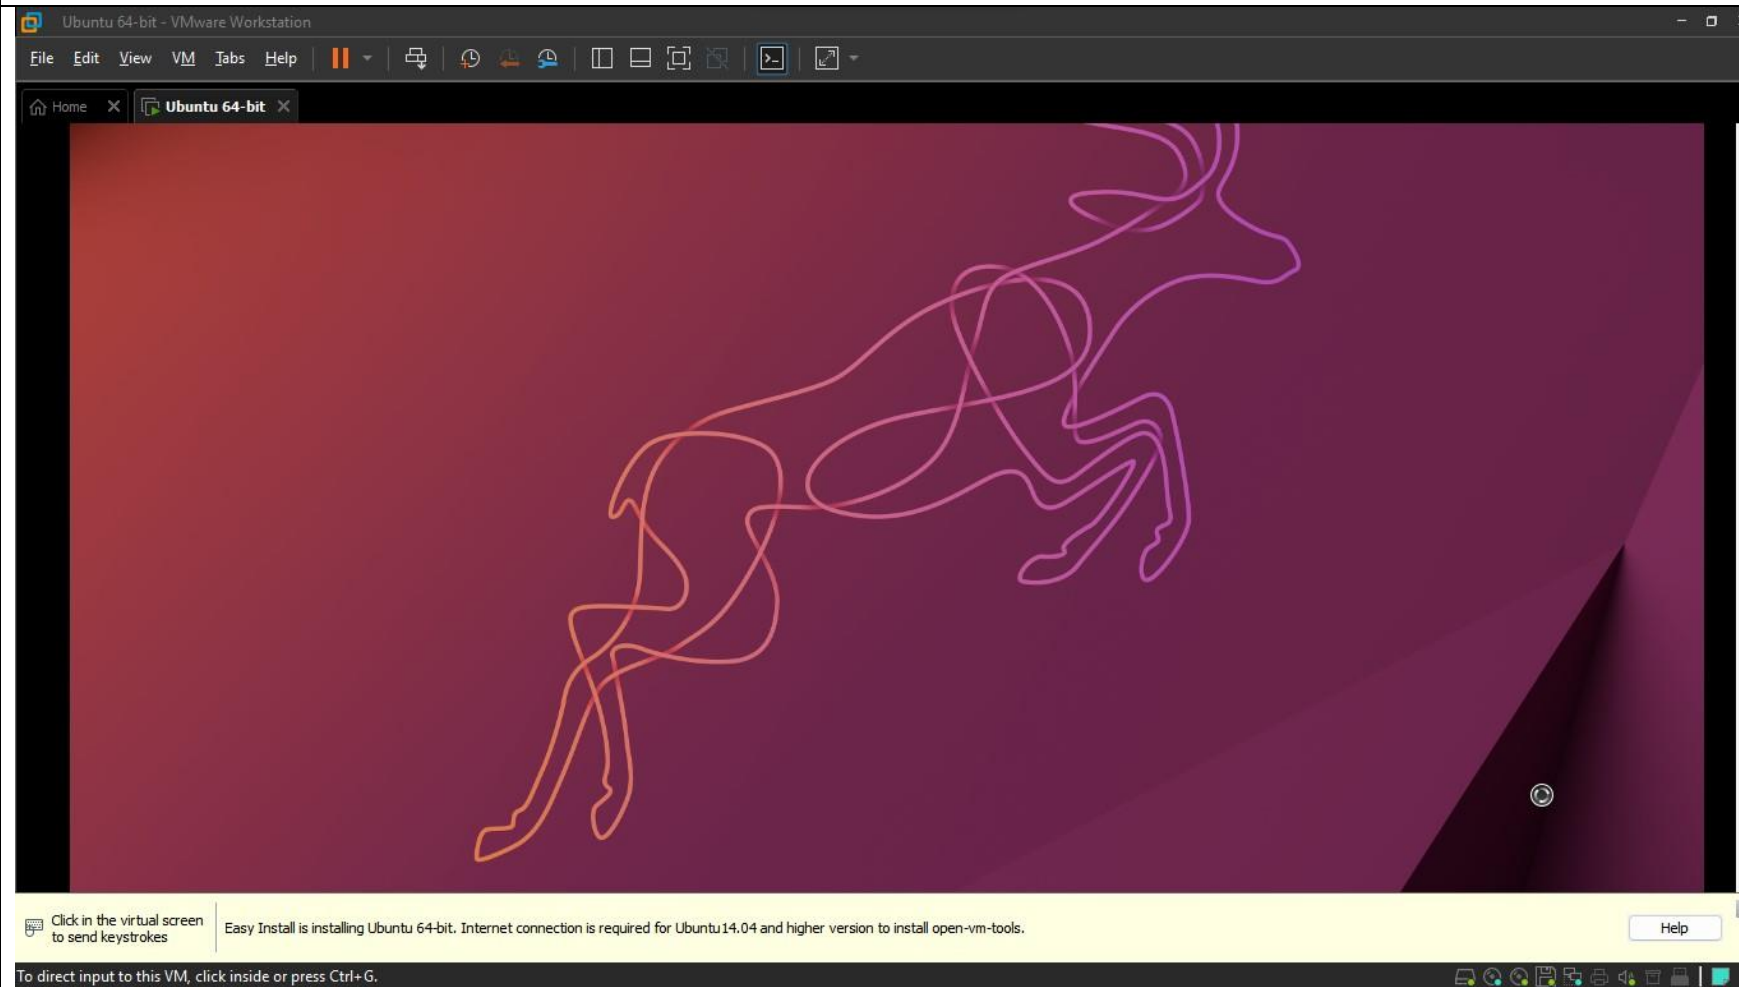 Ubuntu 64-bit - VMware Workstation
File Edit View VM Tabs Help
Home Ubuntu 64-bit
Click in the virtual screen
to send keystrokes
Easy Install is installing Ubuntu 64-bit. Internet connection is required for Ubuntu14.04 and higher version to install open-vm-tools.
Help
To direct input to this VM, click inside or press Ctrl+G.